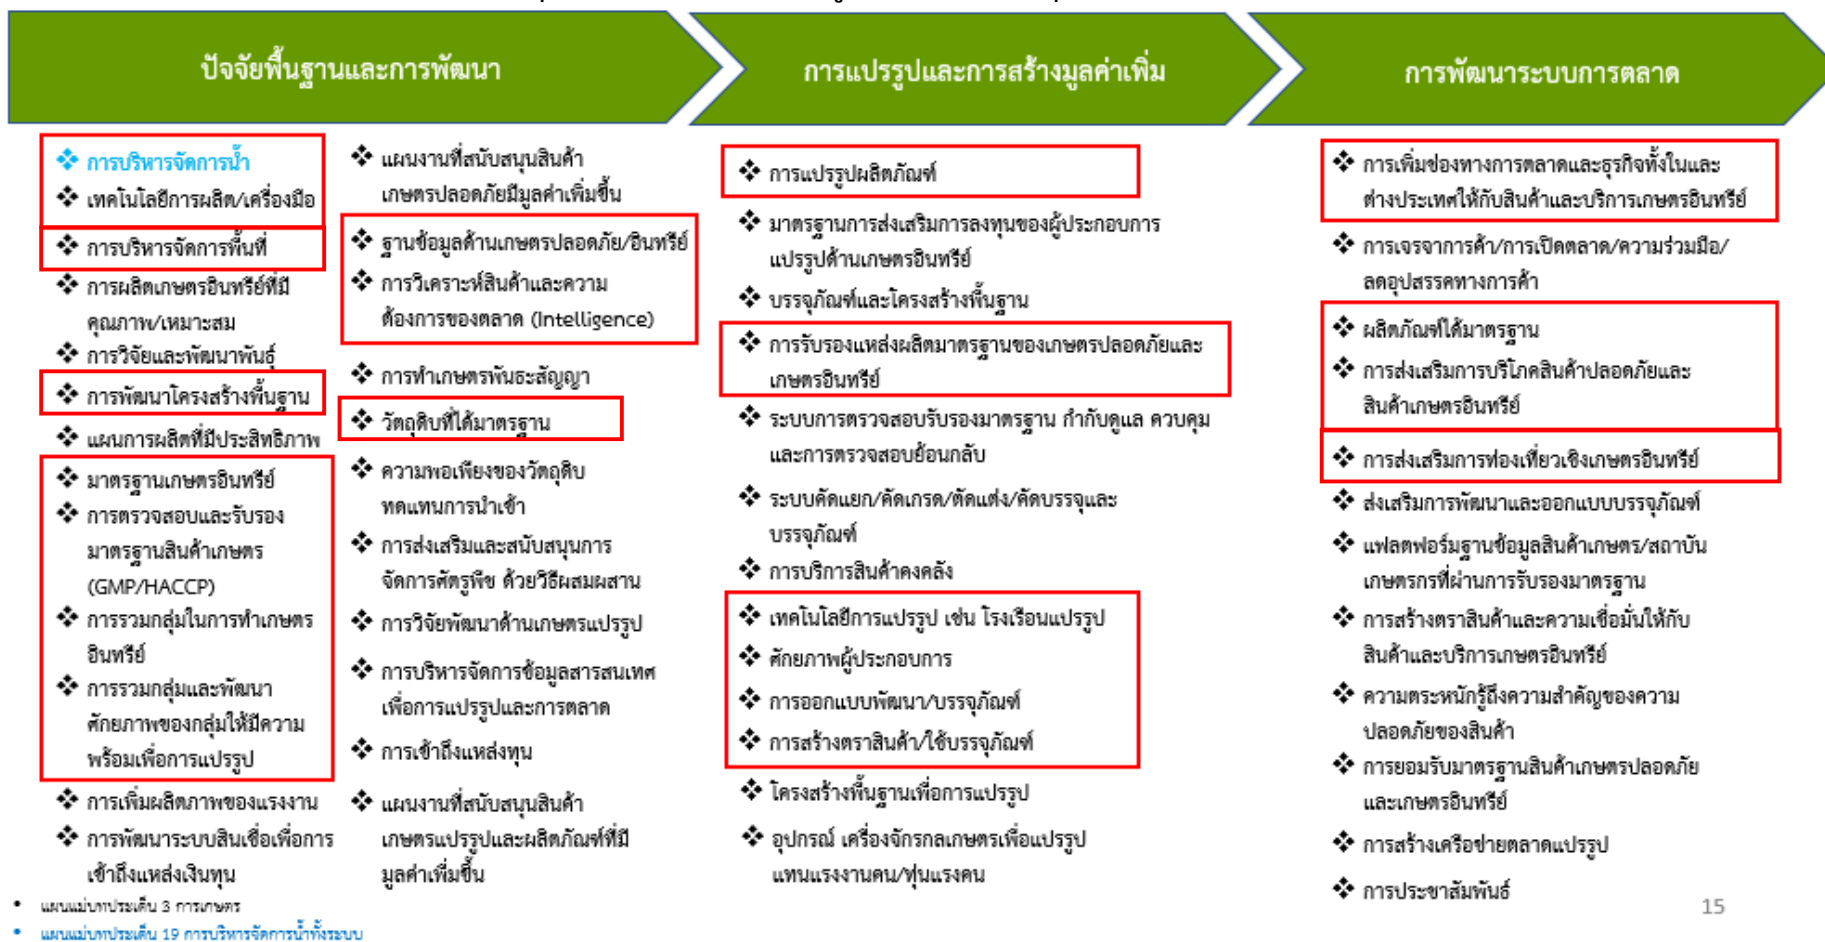 ปัจจัยพื้นฐานและการพัฒนา
การแปรรูปและการสร้างมูลค่าเพิ่ม
การพัฒนาระบบการตลาด
❖ การบริหารจัดการน้ำ
❖ เทคโนโลยีการผลิต/เครื่องมือ
❖ การบริหารจัดการพื้นที่
❖ การผลิตเกษตรอินทรีย์ที่มี
คุณภาพ/เหมาะสม
❖ การวิจัยและพัฒนาพันธุ์
❖ การพัฒนาโครงสร้างพื้นฐาน
❖ แผนการผลิตที่มีประสิทธิภาพ
❖ มาตรฐานเกษตรอินทรีย์
❖ การตรวจสอบและรับรอง
มาตรฐานสินค้าเกษตร
(GMP/HACCP)
❖ การรวมกลุ่มในการทำเกษตร
อินทรีย์
❖ การรวมกลุ่มและพัฒนา
ศักยภาพของกลุ่มให้มีความ
พร้อมเพื่อการแปรรูป
❖ การเพิ่มผลิตภาพของแรงงาน
❖ การพัฒนาระบบสินเชื่อเพื่อการ
เข้าถึงแหล่งเงินทุน
❖ แผนงานที่สนับสนุนสินค้า
เกษตรปลอดภัยมีมูลค่าเพิ่มขึ้น
❖ ฐานข้อมูลด้านเกษตรปลอดภัย/อินทรีย์
❖ การวิเคราะห์สินค้าและความ
ต้องการของตลาด (Intelligence)
❖ การทำเกษตรพันธะสัญญา
❖ วัตถุดิบที่ได้มาตรฐาน
❖ ความพอเพียงของวัตถุดิบ
ทดแทนการนำเข้า
❖ การส่งเสริมและสนับสนุนการ
จัดการศัตรูพืช ด้วยวิธีผสมผสาน
❖ การวิจัยพัฒนาด้านเกษตรแปรรูป
❖ การบริหารจัดการข้อมูลสารสนเทศ
เพื่อการแปรรูปและการตลาด
❖ การเข้าถึงแหล่งทุน
❖ แผนงานที่สนับสนุนสินค้า
เกษตรแปรรูปและผลิตภัณฑ์ที่มี
มูลค่าเพิ่มขึ้น
❖ การแปรรูปผลิตภัณฑ์
❖ มาตรฐานการส่งเสริมการลงทุนของผู้ประกอบการ
แปรรูปด้านเกษตรอินทรีย์
❖ บรรจุภัณฑ์และโครงสร้างพื้นฐาน
❖ การรับรองแหล่งผลิตมาตรฐานของเกษตรปลอดภัยและ
เกษตรอินทรีย์
❖ ระบบการตรวจสอบรับรองมาตรฐาน กำกับดูแล ควบคุม
และการตรวจสอบย้อนกลับ
❖ ระบบคัดแยก/คัดเกรด/ตัดแต่ง/คัดบรรจุและ
บรรจุภัณฑ์
❖ การบริการสินค้าคงคลัง
❖ เทคโนโลยีการแปรรูป เช่น โรงเรือนแปรรูป
❖ ศักยภาพผู้ประกอบการ
❖ การออกแบบพัฒนา/บรรจุภัณฑ์
❖ การสร้างตราสินค้า/ใช้บรรจุภัณฑ์
❖ โครงสร้างพื้นฐานเพื่อการแปรรูป
❖ อุปกรณ์ เครื่องจักรกลเกษตรเพื่อแปรรูป
แทนแรงงานคน/ทุ่นแรงคน
❖ การเพิ่มช่องทางการตลาดและธุรกิจทั้งในและ
ต่างประเทศให้กับสินค้าและบริการเกษตรอินทรีย์
❖ การเจรจาการค้า/การเปิดตลาด/ความร่วมมือ/
ลดอุปสรรคทางการค้า
❖ ผลิตภัณฑ์ได้มาตรฐาน
❖ การส่งเสริมการบริโภคสินค้าปลอดภัยและ
สินค้าเกษตรอินทรีย์
❖ การส่งเสริมการท่องเที่ยวเชิงเกษตรอินทรีย์
❖ ส่งเสริมการพัฒนาและออกแบบบรรจุภัณฑ์
❖ แฟลตฟอร์มฐานข้อมูลสินค้าเกษตร/สถาบัน
เกษตรกรที่ผ่านการรับรองมาตรฐาน
❖ การสร้างตราสินค้าและความเชื่อมั่นให้กับ
สินค้าและบริการเกษตรอินทรีย์
❖ ความตระหนักรู้ถึงความสำคัญของความ
ปลอดภัยของสินค้า
❖ การยอมรับมาตรฐานสินค้าเกษตรปลอดภัย
และเกษตรอินทรีย์
❖ การสร้างเครือข่ายตลาดแปรรูป
❖ การประชาสัมพันธ์
• แผนแม่บทประเด็น 3 การเกษตร
• แผนแม่บทประเด็น 19 การบริหารจัดการน้ำทั้งระบบ
15